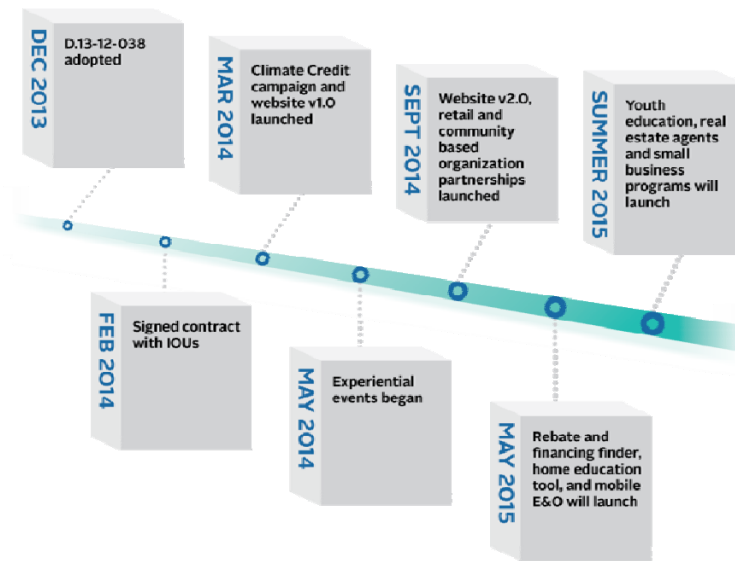 DEC 2013
D.13-12-038
adopted
FEB 2014
Signed contract
with IOUs
MAR 2014
Climate Credit
campaign and
website v1.0
launched
MAY 2014
Experiential
events began
SEPT 2014
Website v2.0,
retail and
community
based
organization
partnerships
launched
MAY 2015
Rebate and
financing finder,
home education
tool, and mobile
E&O will launch
SUMMER 2015
Youth
education, real
estate agents
and small
business
programs will
launch